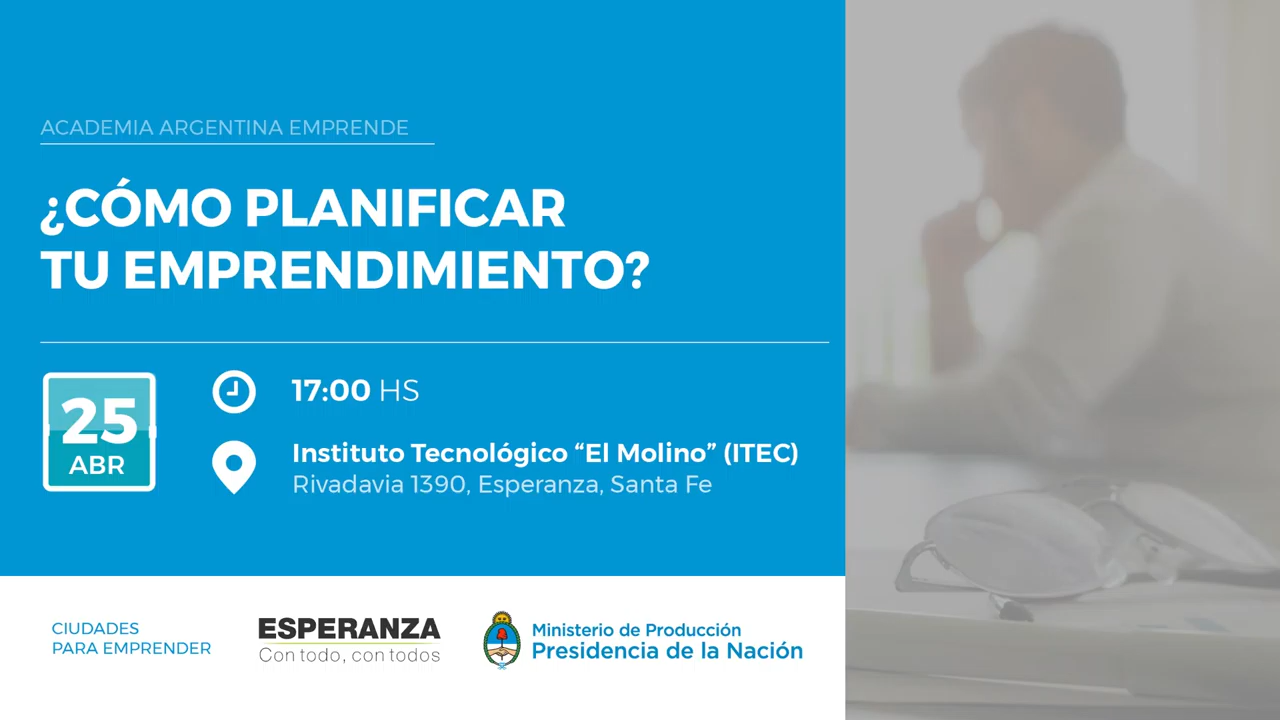 ACADEMIA ARGENTINA EMPRENDE
¿CÓMO PLANIFICAR
TU EMPRENDIMIENTO?
25
ABR
17:00 HS
Instituto Tecnológico “El Molino” (ITEC)
Rivadavia 1390, Esperanza, Santa Fe
CIUDADES
PARA EMPRENDER
ESPERANZA
Con todo, con todos
Ministerio de Producción
Presidencia de la Nación